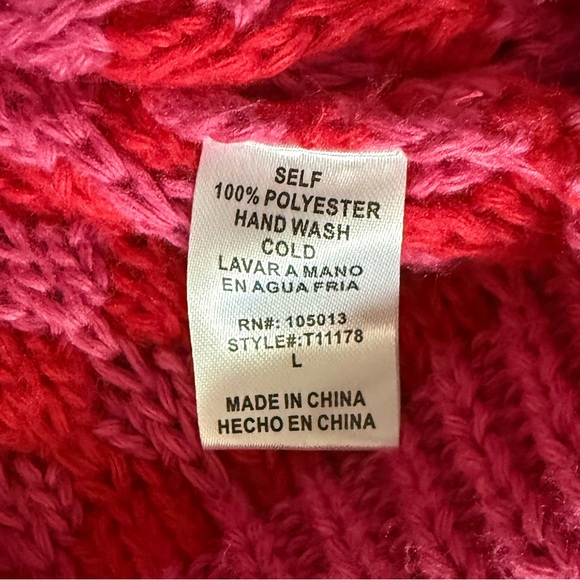 SELF
100% POLYESTER
HAND WASH
COLD
LAVAR A MANO
EN AGUA FRIA
RN#: 105013
STYLE#:T11178
L
MADE IN CHINA
HECHO EN CHINA